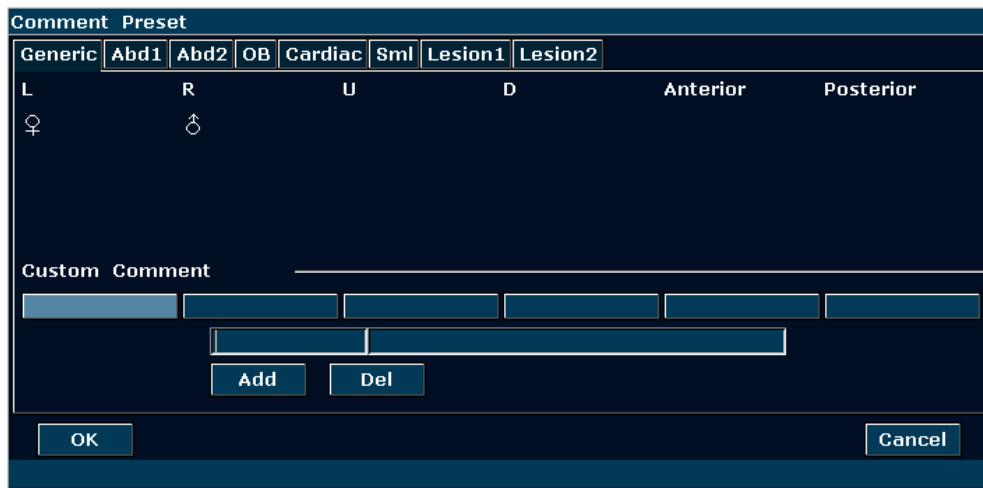 Comment Preset
Generic Abd1 Abd2 OB Cardiac Sml Lesion1 Lesion2
L R U D Anterior Posterior
♀ ♂
Custom Comment
Add Del
OK Cancel